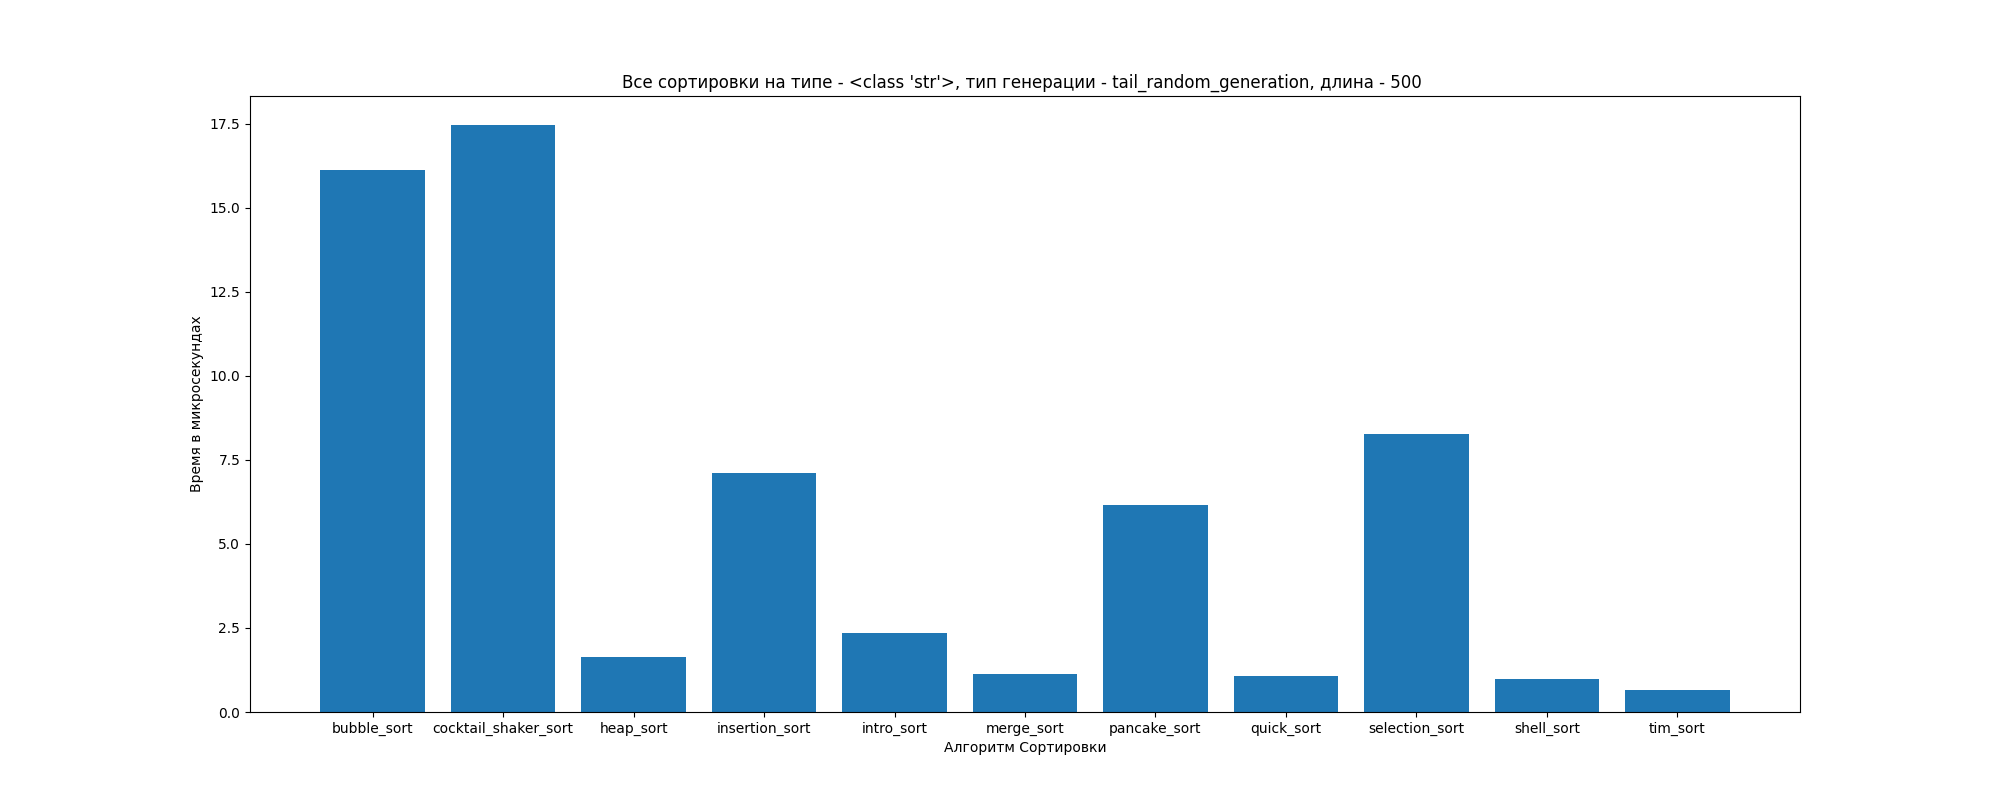 Все сортировки на типе - <class 'str'>, тип генерации - tail_random_generation, длина - 500
17.5
15.0
12.5
10.0
7.5
5.0
2.5
0.0
Время в микросекундах
bubble_sort cocktail_shaker_sort heap_sort insertion_sort intro_sort merge_sort pancake_sort quick_sort selection_sort shell_sort tim_sort
Алгоритм Сортировки